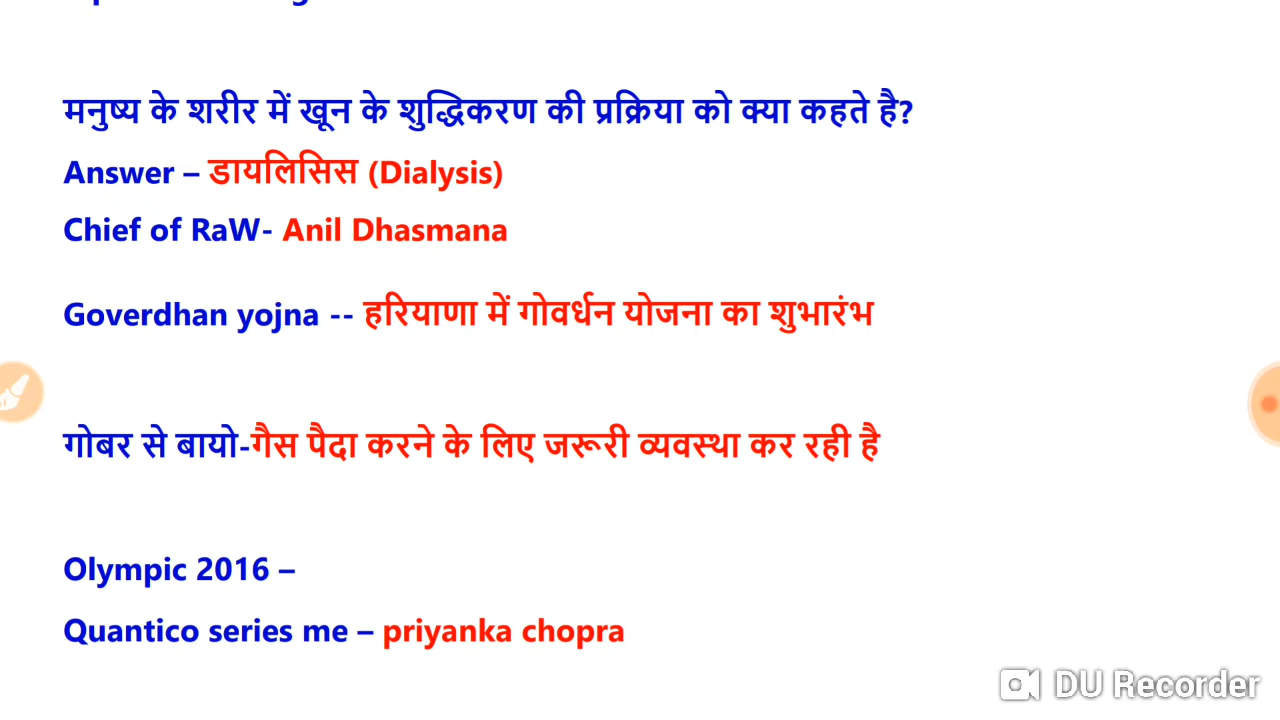 मनुष्य के शरीर में खून के शुद्धिकरण की प्रक्रिया को क्या कहते है?
Answer – डायलिसिस (Dialysis)
Chief of RaW- Anil Dhasmana
Goverdhan yojna -- हरियाणा में गोवर्धन योजना का शुभारंभ
गोबर से बायो-गैस पैदा करने के लिए जरूरी व्यवस्था कर रही है
Olympic 2016 –
Quantico series me – priyanka chopra
DU Recorder